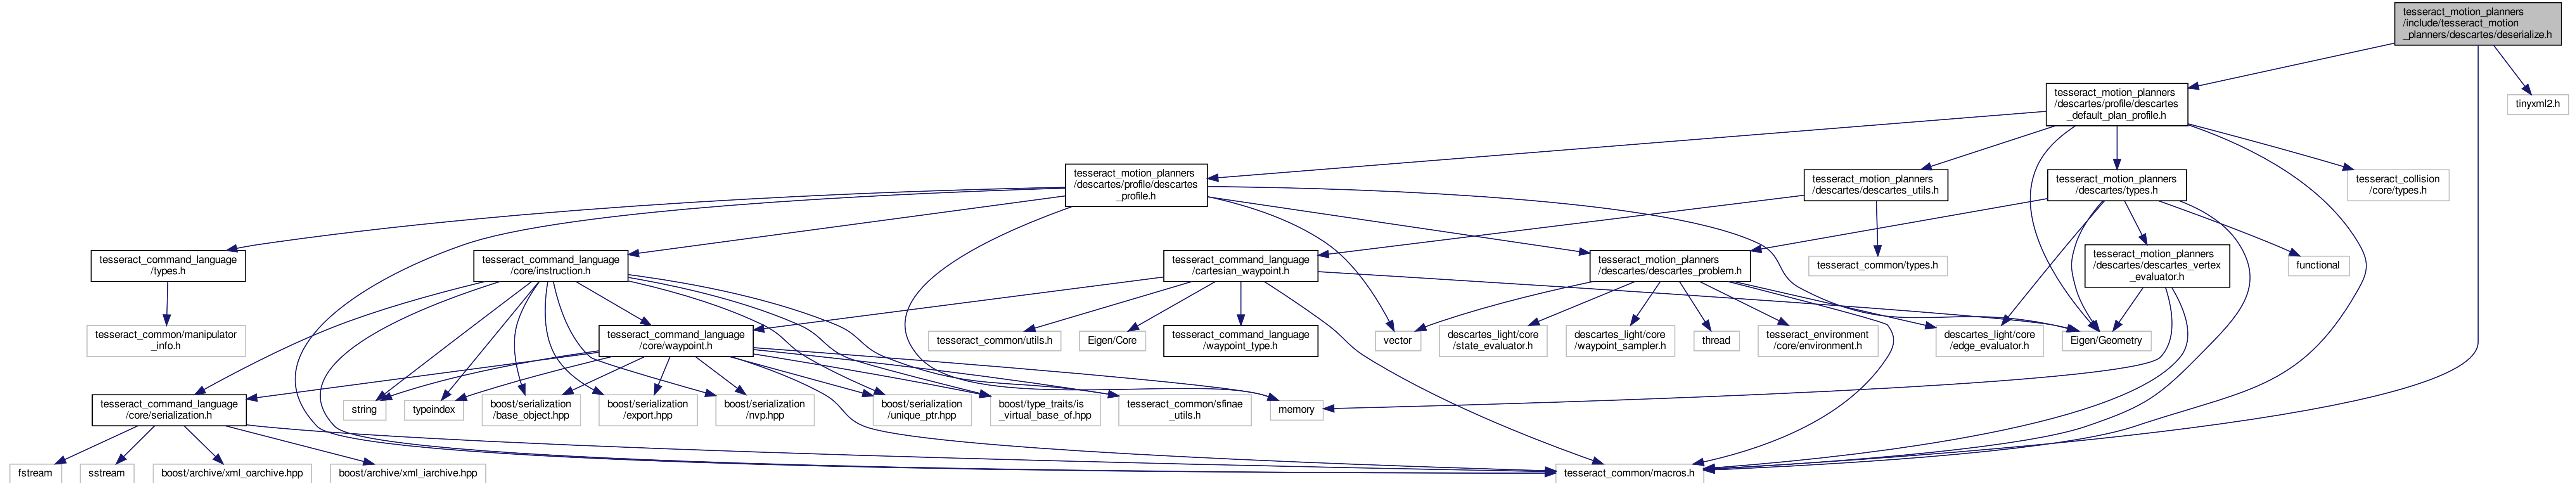 tesseract_motion_planners
/include/tesseract_motion
_planners/descartes/deserialize.h
tesseract_motion_planners
/descartes/profile/descartes
_default_plan_profile.h
tinyxml2.h
tesseract_motion_planners
/descartes/profile/descartes
_profile.h
tesseract_motion_planners
/descartes/descartes_utils.h
tesseract_motion_planners
/descartes/types.h
tesseract_collision
/core/types.h
tesseract_command_language
/types.h
tesseract_command_language
/core/instruction.h
tesseract_command_language
/cartesian_waypoint.h
tesseract_motion_planners
/descartes/descartes_problem.h
tesseract_common/types.h
tesseract_motion_planners
/descartes/descartes_vertex
_evaluator.h
functional
tesseract_common/manipulator
_info.h
tesseract_command_language
/core/waypoint.h
tesseract_common/utils.h
Eigen/Core
tesseract_command_language
/waypoint_type.h
vector
descartes_light/core
/state_evaluator.h
descartes_light/core
/waypoint_sampler.h
thread
tesseract_environment
/core/environment.h
descartes_light/core
/edge_evaluator.h
Eigen/Geometry
tesseract_command_language
/core/serialization.h
string
typeindex
boost/serialization
/base_object.hpp
boost/serialization
/export.hpp
boost/serialization
/nvp.hpp
boost/serialization
/unique_ptr.hpp
boost/type_traits/is
_virtual_base_of.hpp
tesseract_common/sfinae
_utils.h
memory
fstream
sstream
boost/archive/xml_oarchive.hpp
boost/archive/xml_iarchive.hpp
tesseract_common/macros.h